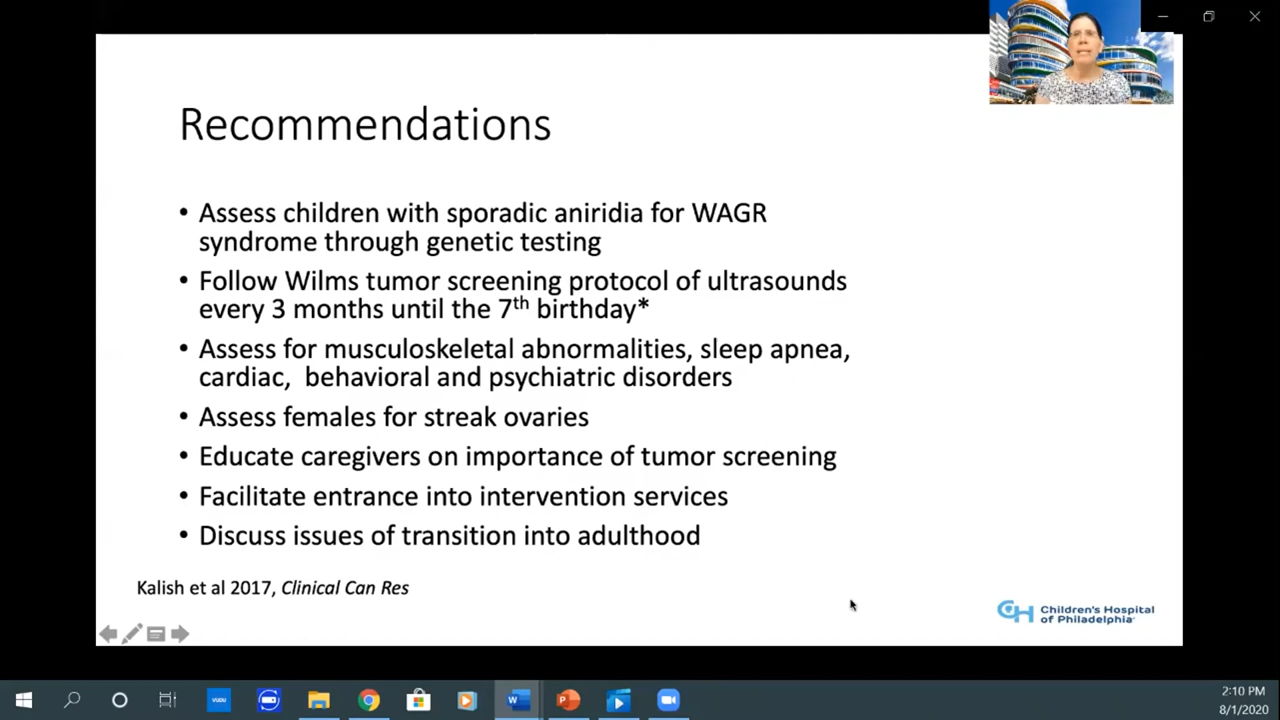 Recommendations
• Assess children with sporadic aniridia for WAGR
syndrome through genetic testing
• Follow Wilms tumor screening protocol of ultrasounds
every 3 months until the 7th birthday*
• Assess for musculoskeletal abnormalities, sleep apnea,
cardiac,  behavioral and psychiatric disorders
• Assess females for streak ovaries
• Educate caregivers on importance of tumor screening
• Facilitate entrance into intervention services
• Discuss issues of transition into adulthood
Kalish et al 2017, Clinical Can Res
CH Children's Hospital
of Philadelphia
VUDU
W
P
2:10 PM
8/1/2020